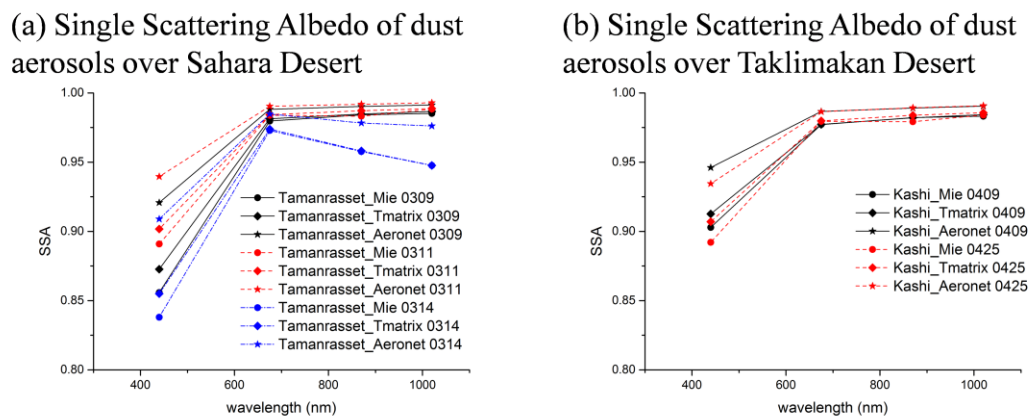 (a) Single Scattering Albedo of dust
aerosols over Sahara Desert
1.00
0.95
0.90
0.85
0.80
SSA
400
600
800
1000
wavelength (nm)
Tamanrasset_Mie 0309
Tamanrasset_Tmatrix 0309
Tamanrasset_Aeronet 0309
Tamanrasset_Mie 0311
Tamanrasset_Tmatrix 0311
Tamanrasset_Aeronet 0311
Tamanrasset_Mie 0314
Tamanrasset_Tmatrix 0314
Tamanrasset_Aeronet 0314
(b) Single Scattering Albedo of dust
aerosols over Taklimakan Desert
1.00
0.95
0.90
0.85
0.80
SSA
400
600
800
1000
wavelength (nm)
Kashi_Mie 0409
Kashi_Tmatrix 0409
Kashi_Aeronet 0409
Kashi_Mie 0425
Kashi_Tmatrix 0425
Kashi_Aeronet 0425